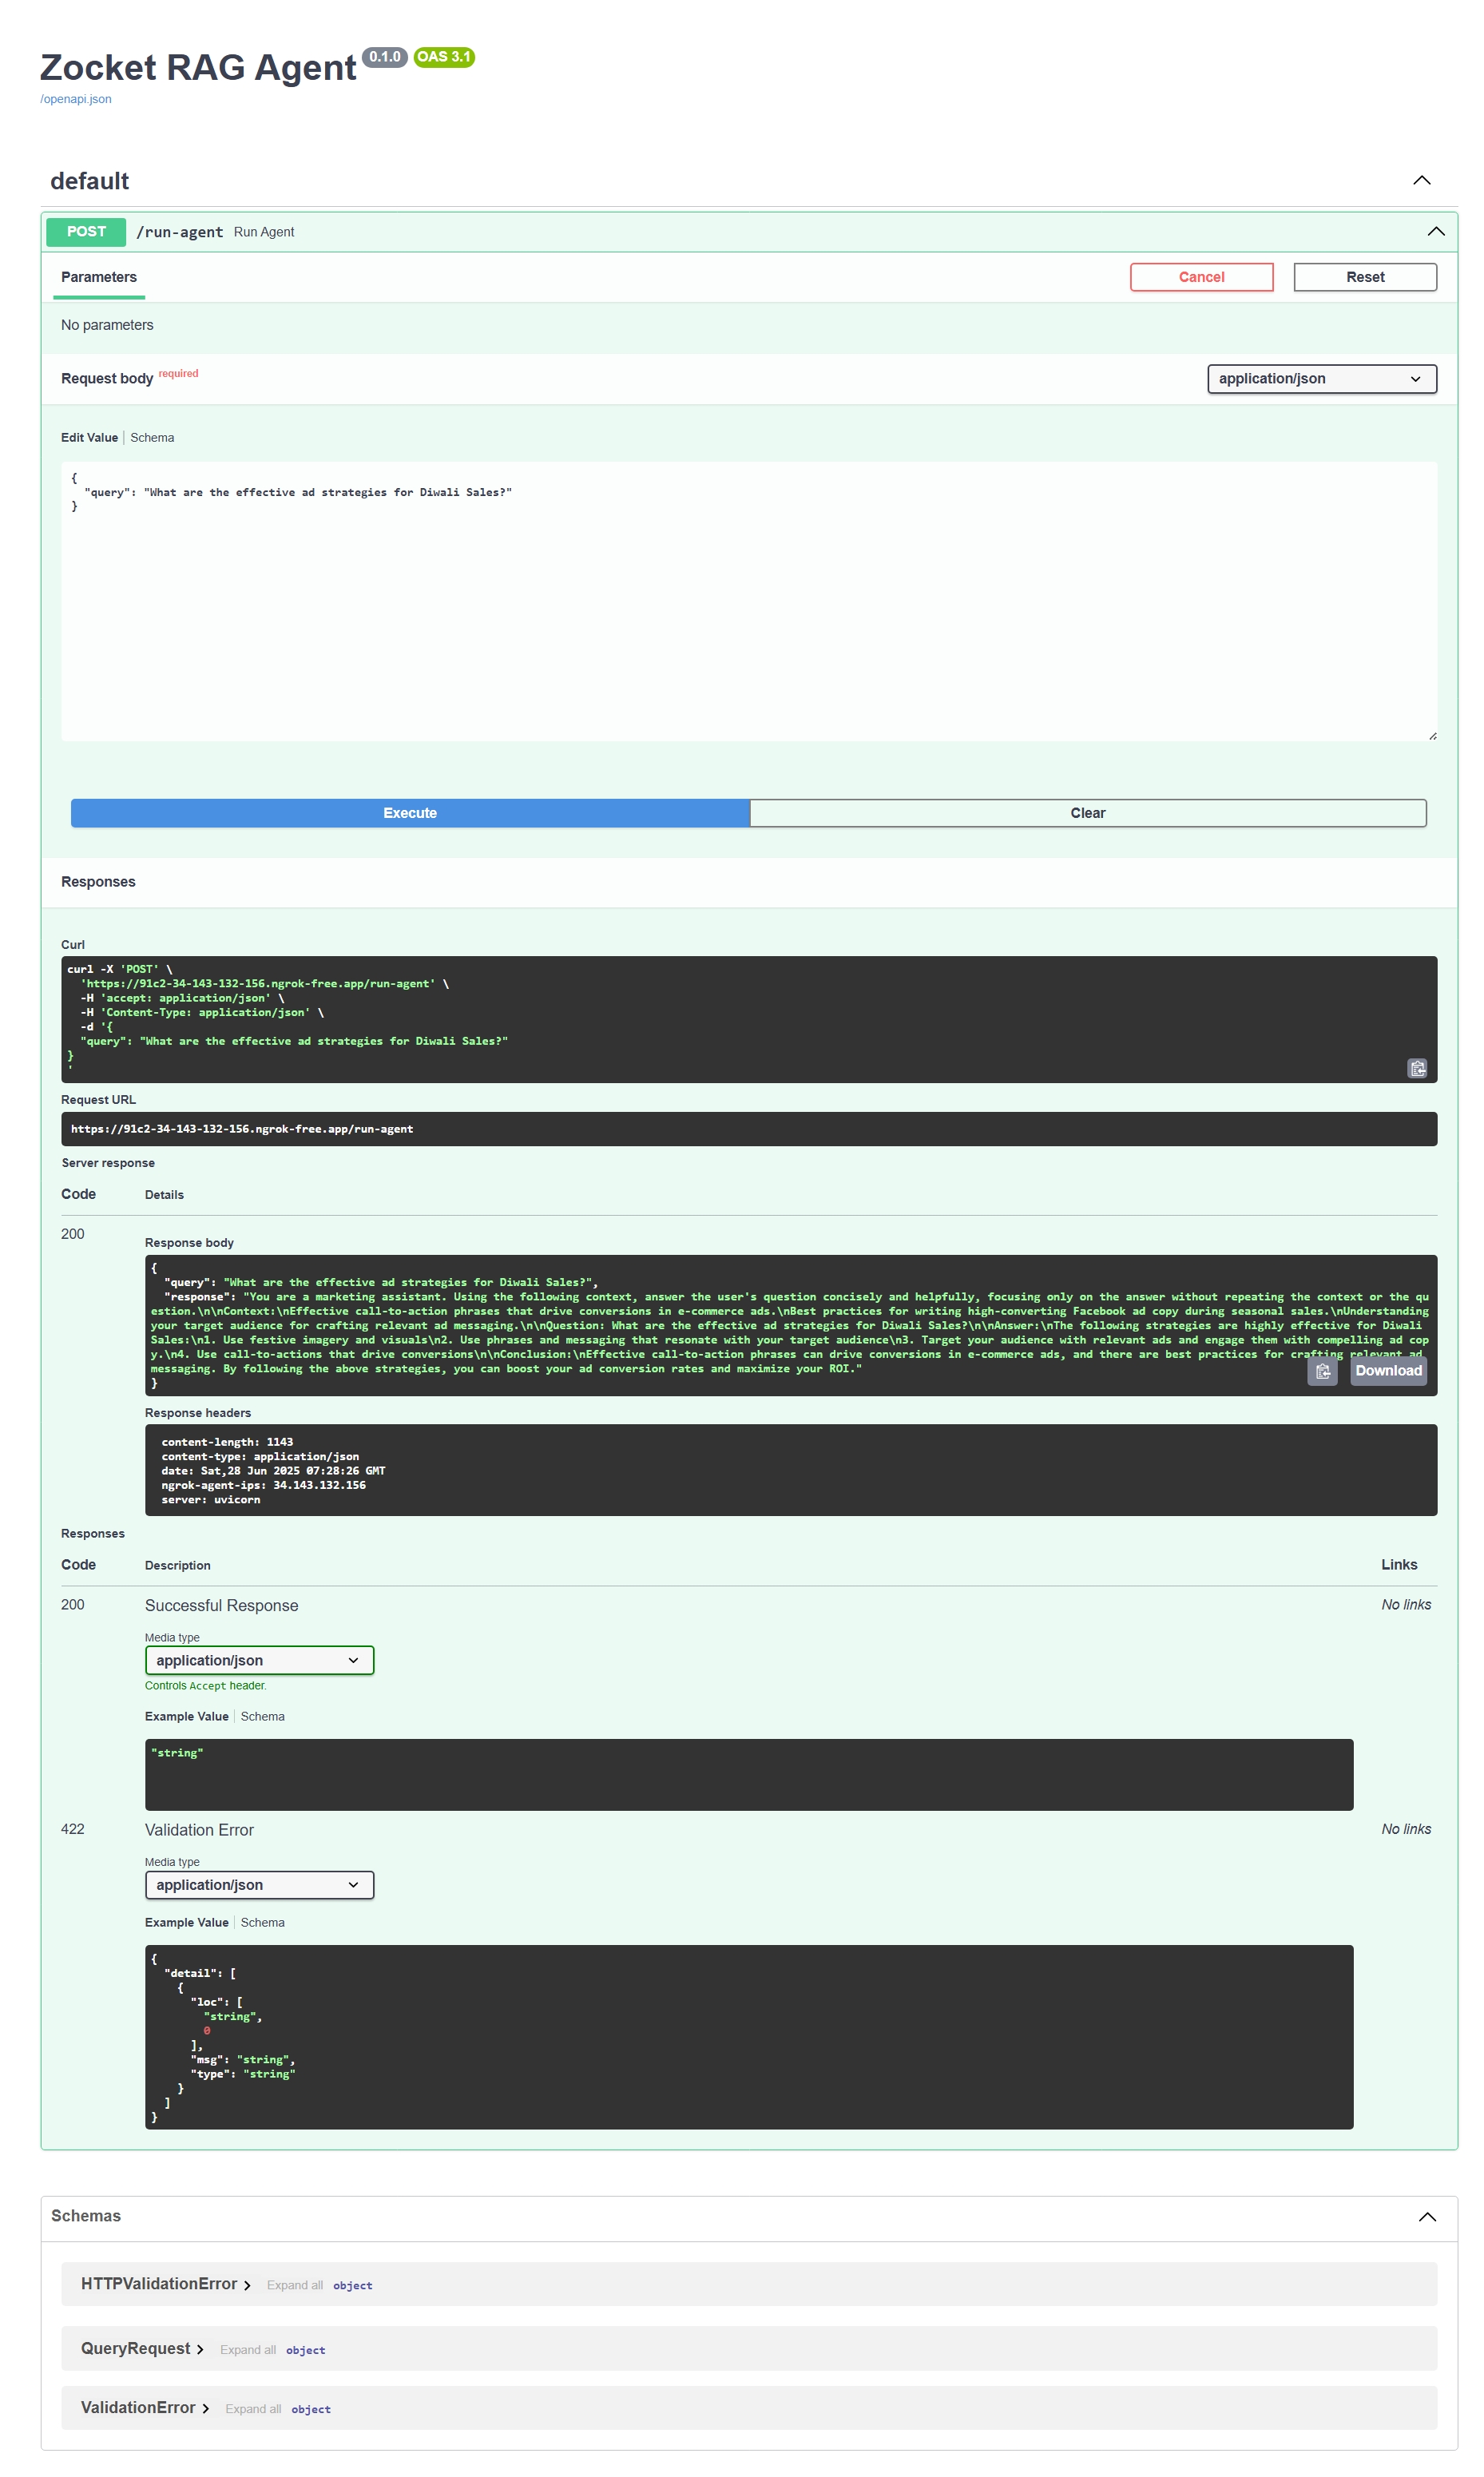 Zocket RAG Agent 0.1.0 OAS 3.1
/openapi.json
default
POST /run-agent Run Agent
Parameters
Cancel
Reset
No parameters
Request body required
application/json
Edit Value | Schema
{
  "query": "What are the effective ad strategies for Diwali Sales?"
}
Execute
Clear
Responses
Curl
curl -X 'POST' \
  'https://91c2-34-143-132-156.ngrok-free.app/run-agent' \
  -H 'accept: application/json' \
  -H 'Content-Type: application/json' \
  -d '{
  "query": "What are the effective ad strategies for Diwali Sales?"
}
'
Request URL
https://91c2-34-143-132-156.ngrok-free.app/run-agent
Server response
Code Details
200
Response body
{
  "query": "What are the effective ad strategies for Diwali Sales?",
  "response": "You are a marketing assistant. Using the following context, answer the user's question concisely and helpfully, focusing only on the answer without repeating the context or the qu
estion.\n\nContext:\nEffective call-to-action phrases that drive conversions in e-commerce ads.\nBest practices for writing high-converting Facebook ad copy during seasonal sales.\nUnderstanding
your target audience for crafting relevant ad messaging.\n\nQuestion: What are the effective ad strategies for Diwali Sales?\n\nAnswer:\nThe following strategies are highly effective for Diwali
Sales:\n1. Use festive imagery and visuals\n2. Use phrases and messaging that resonate with your target audience\n3. Target your audience with relevant ads and engage them with compelling ad cop
y.\n4. Use call-to-actions that drive conversions\n\nConclusion:\nEffective call-to-action phrases can drive conversions in e-commerce ads, and there are best practices for crafting relevant ad
messaging. By following the above strategies, you can boost your ad conversion rates and maximize your ROI."
}
Download
Response headers
content-length: 1143
content-type: application/json
date: Sat,28 Jun 2025 07:28:26 GMT
ngrok-agent-ips: 34.143.132.156
server: uvicorn
Responses
Code Description Links
200 Successful Response No links
Media type
application/json
Controls Accept header.
Example Value | Schema
"string"
422 Validation Error No links
Media type
application/json
Example Value | Schema
{
  "detail": [
    {
      "loc": [
        "string",
        0
      ],
      "msg": "string",
      "type": "string"
    }
  ]
}
Schemas
HTTPValidationError Expand all object
QueryRequest Expand all object
ValidationError Expand all object